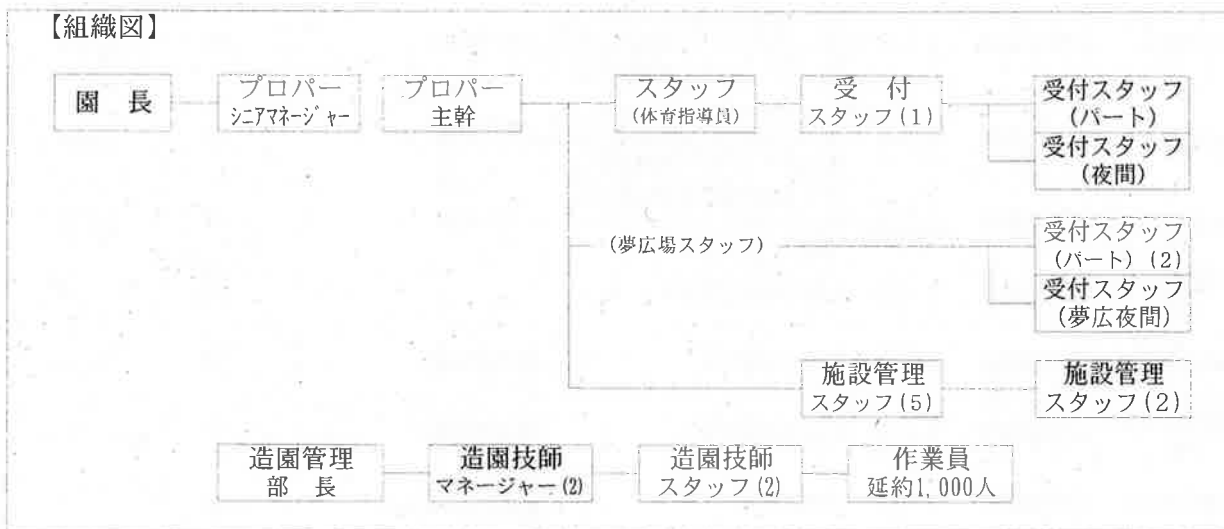 【組織図】
園 長
プロパー
シニアマネージャー
プロパー
主幹
スタッフ
(体育指導員)
受 付
スタッフ(1)
受付スタッフ
(パート)
受付スタッフ
(夜間)
(夢広場スタッフ)
受付スタッフ
(パート)(2)
受付スタッフ
(夢広夜間)
施設管理
スタッフ(5)
施設管理
スタッフ(2)
造園管理
部 長
造園技師
マネージャー(2)
造園技師
スタッフ(2)
作業員
延約1,000人